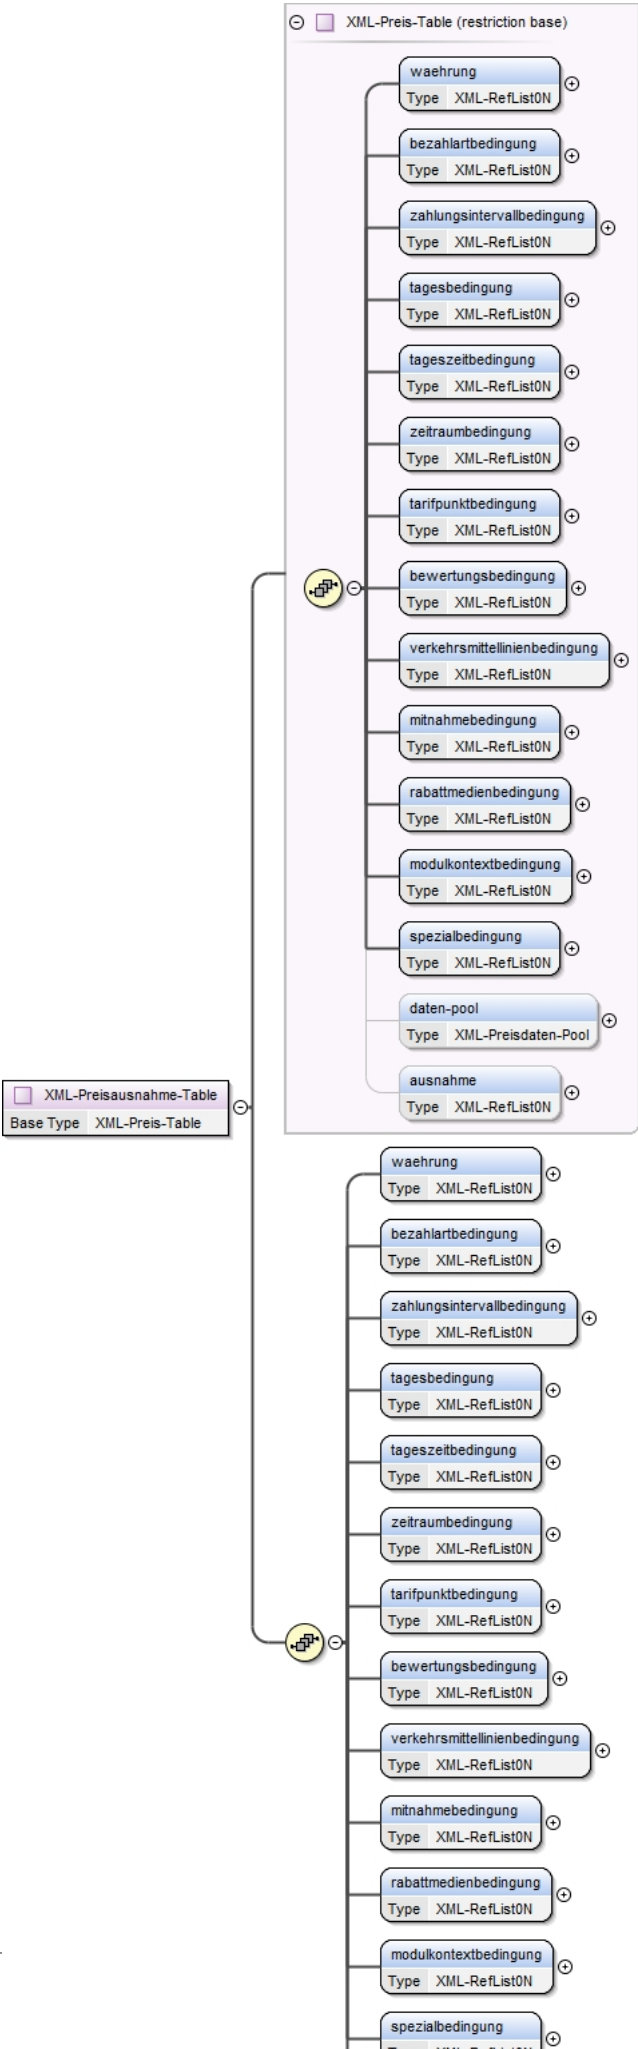 XML-Preis-Table (restriction base)
waehrung
Type XML-RefList0N
bezahlartbedingung
Type XML-RefList0N
zahlungsintervallbedingung
Type XML-RefList0N
tagesbedingung
Type XML-RefList0N
tageszeitbedingung
Type XML-RefList0N
zeitraumbedingung
Type XML-RefList0N
tarifpunktbedingung
Type XML-RefList0N
bewertungsbedingung
Type XML-RefList0N
verkehrsmittellinienbedingung
Type XML-RefList0N
mitnahmebedingung
Type XML-RefList0N
rabattmedienbedingung
Type XML-RefList0N
modulkontextbedingung
Type XML-RefList0N
spezialbedingung
Type XML-RefList0N
daten-pool
Type XML-Preisdaten-Pool
ausnahme
Type XML-RefList0N
XML-Preisausnahme-Table
Base Type XML-Preis-Table
waehrung
Type XML-RefList0N
bezahlartbedingung
Type XML-RefList0N
zahlungsintervallbedingung
Type XML-RefList0N
tagesbedingung
Type XML-RefList0N
tageszeitbedingung
Type XML-RefList0N
zeitraumbedingung
Type XML-RefList0N
tarifpunktbedingung
Type XML-RefList0N
bewertungsbedingung
Type XML-RefList0N
verkehrsmittellinienbedingung
Type XML-RefList0N
mitnahmebedingung
Type XML-RefList0N
rabattmedienbedingung
Type XML-RefList0N
modulkontextbedingung
Type XML-RefList0N
spezialbedingung